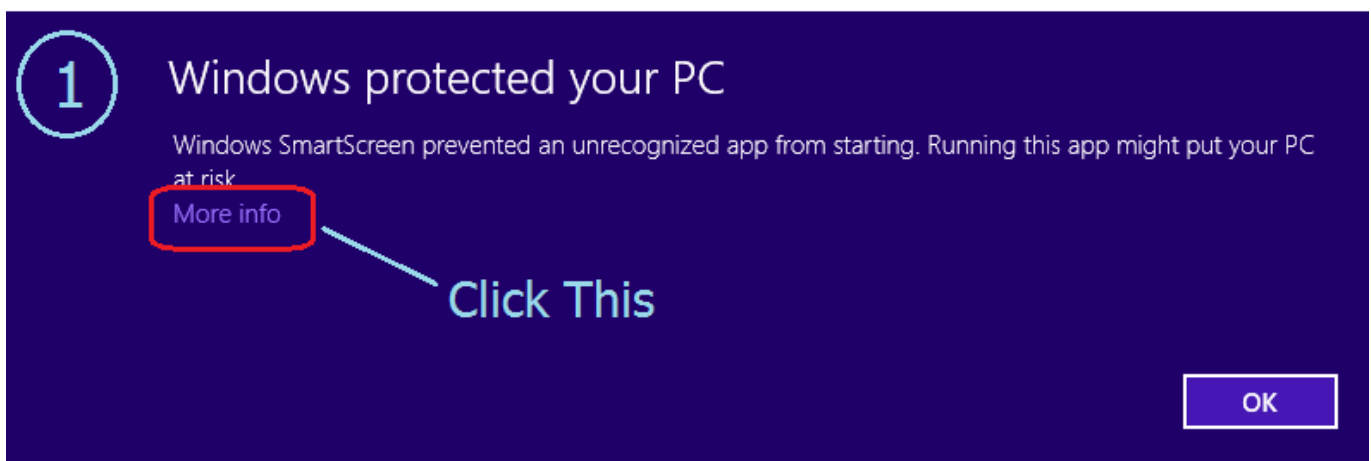 1
Windows protected your PC
Windows SmartScreen prevented an unrecognized app from starting. Running this app might put your PC
at risk
More info
Click This
OK